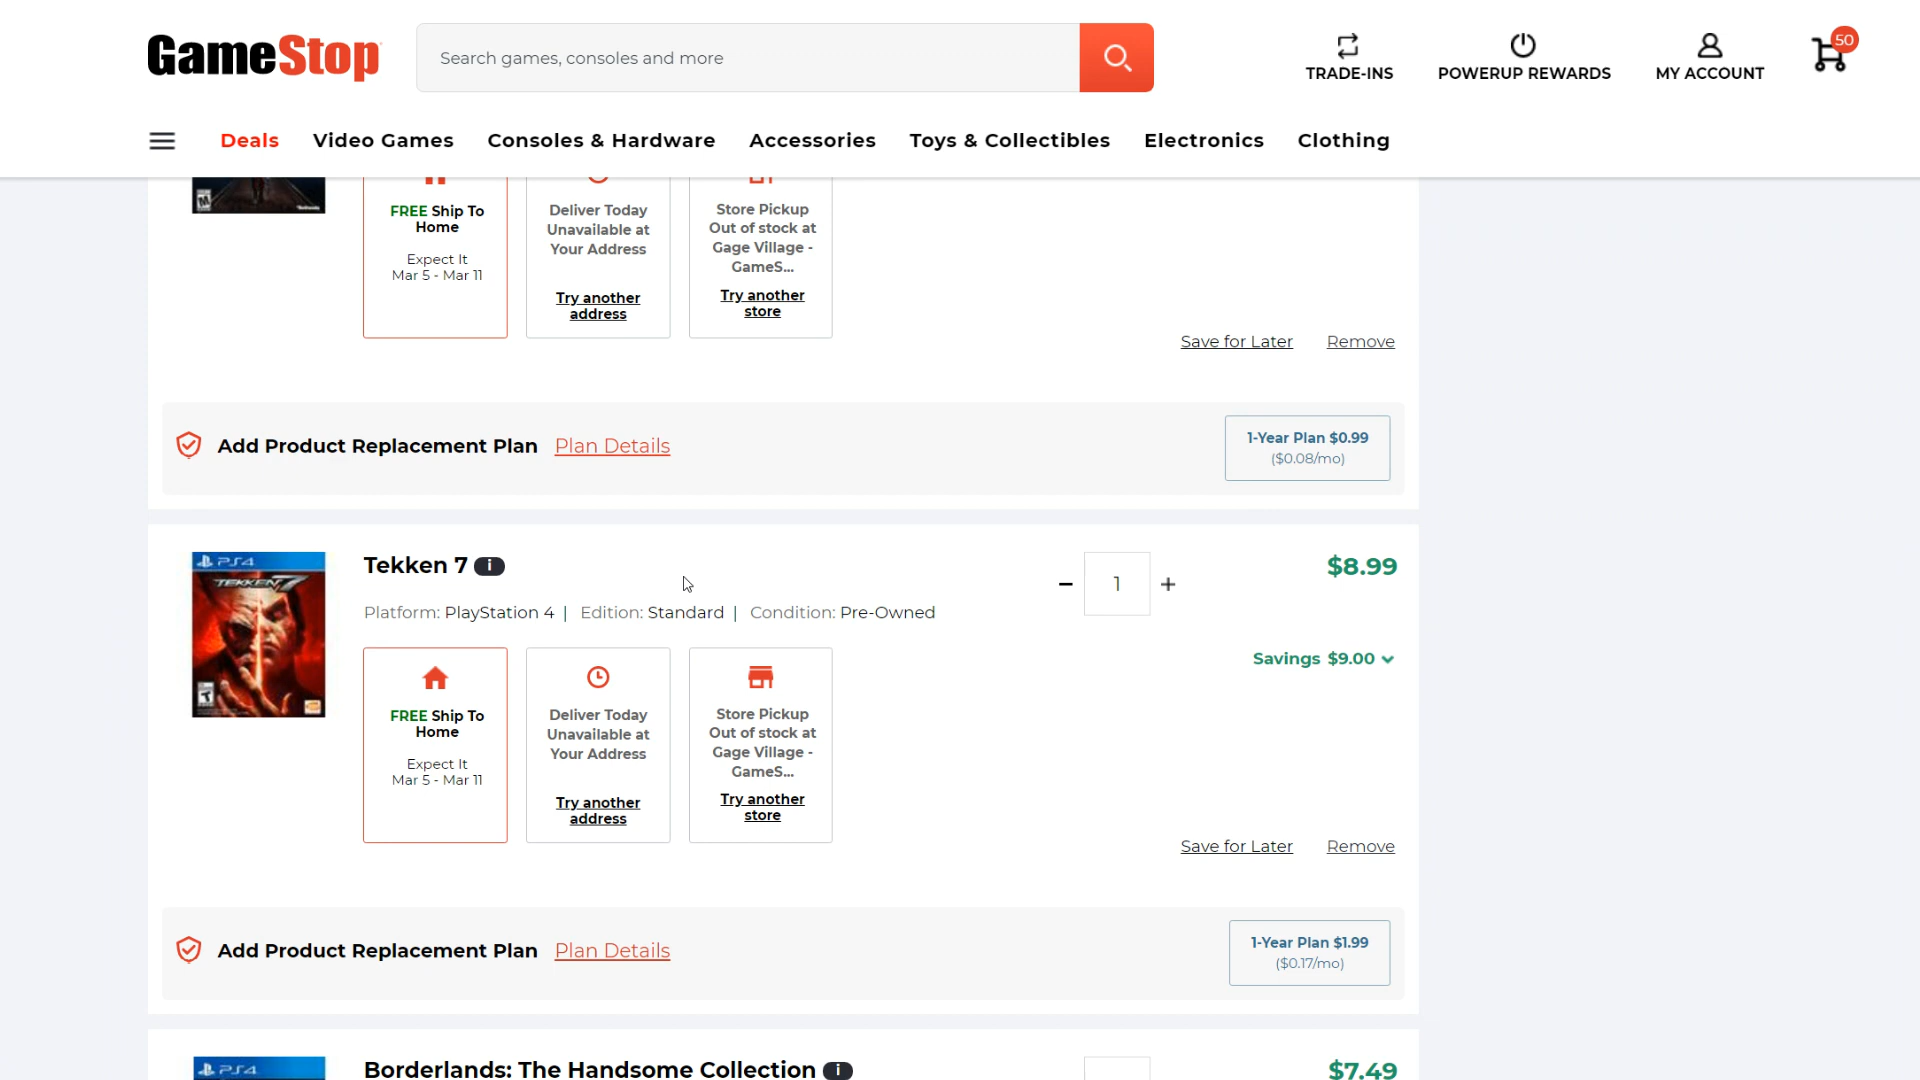 GameStop
Search games, consoles and more
TRADE-INS
POWERUP REWARDS
MY ACCOUNT
50
Deals
Video Games
Consoles & Hardware
Accessories
Toys & Collectibles
Electronics
Clothing
M
FREE Ship To
Home
Expect It
Mar 5 - Mar 11
Deliver Today
Unavailable at
Your Address
Try another
address
Store Pickup
Out of stock at
Gage Village -
GameS...
Try another
store
Save for Later
Remove
Add Product Replacement Plan
Plan Details
1-Year Plan $0.99
($0.08/mo)
PS4
TEKKEN 7
T
Tekken 7
i
− 1 +
$8.99
Platform: PlayStation 4 | Edition: Standard | Condition: Pre-Owned
Savings $9.00
FREE Ship To
Home
Expect It
Mar 5 - Mar 11
Deliver Today
Unavailable at
Your Address
Try another
address
Store Pickup
Out of stock at
Gage Village -
GameS...
Try another
store
Save for Later
Remove
Add Product Replacement Plan
Plan Details
1-Year Plan $1.99
($0.17/mo)
PS4
Borderlands: The Handsome Collection
i
$7.49